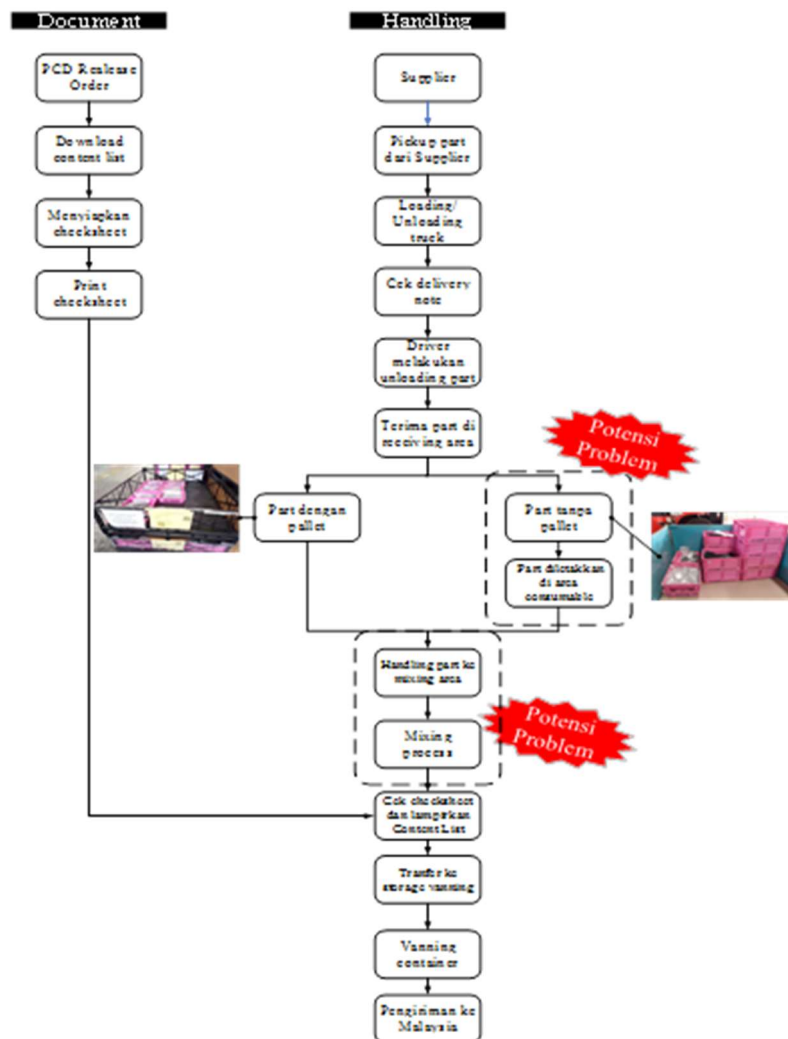 Document
Handling
PCD Realease
Order
Download
content list
Menyiapkan
checksheet
Print
checksheet
Supplier
Pickup part
dari Supplier
Loading/
Unloading
truck
Cek delivery
note
Driver
melakukan
unloading part
Terima part di
receiving area
Potensi
Problem
Part dengan
pallet
Part tanpa
pallet
Part diletakkan
di area
consumable
Handling part ke
mixing area
Mixing
process
Potensi
Problem
Cek checksheet
dan lampirkan
Content List
Tranfer ke
storage vanning
Vanning
container
Pengiriman ke
Malaysia